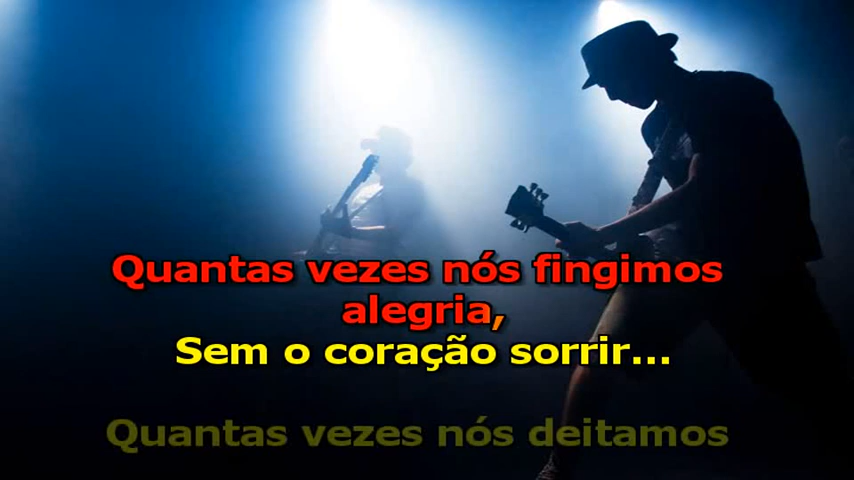 Quantas vezes nós fingimos
alegria,
Sem o coração sorrir...
Quantas vezes nós deitamos